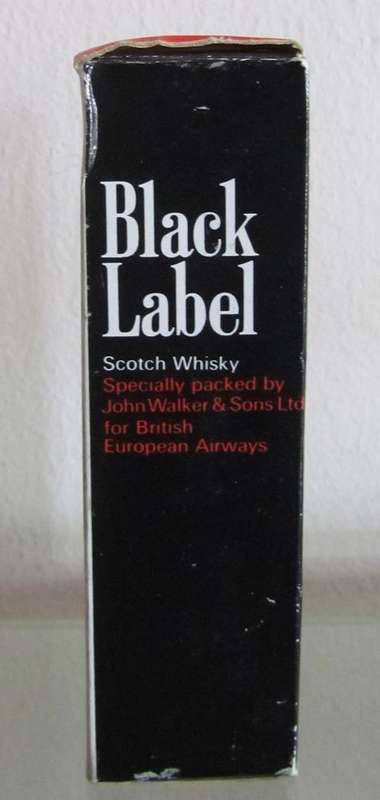 Black
Label
Scotch Whisky
Specially packed by
John Walker & Sons Ltd
for British
European Airways